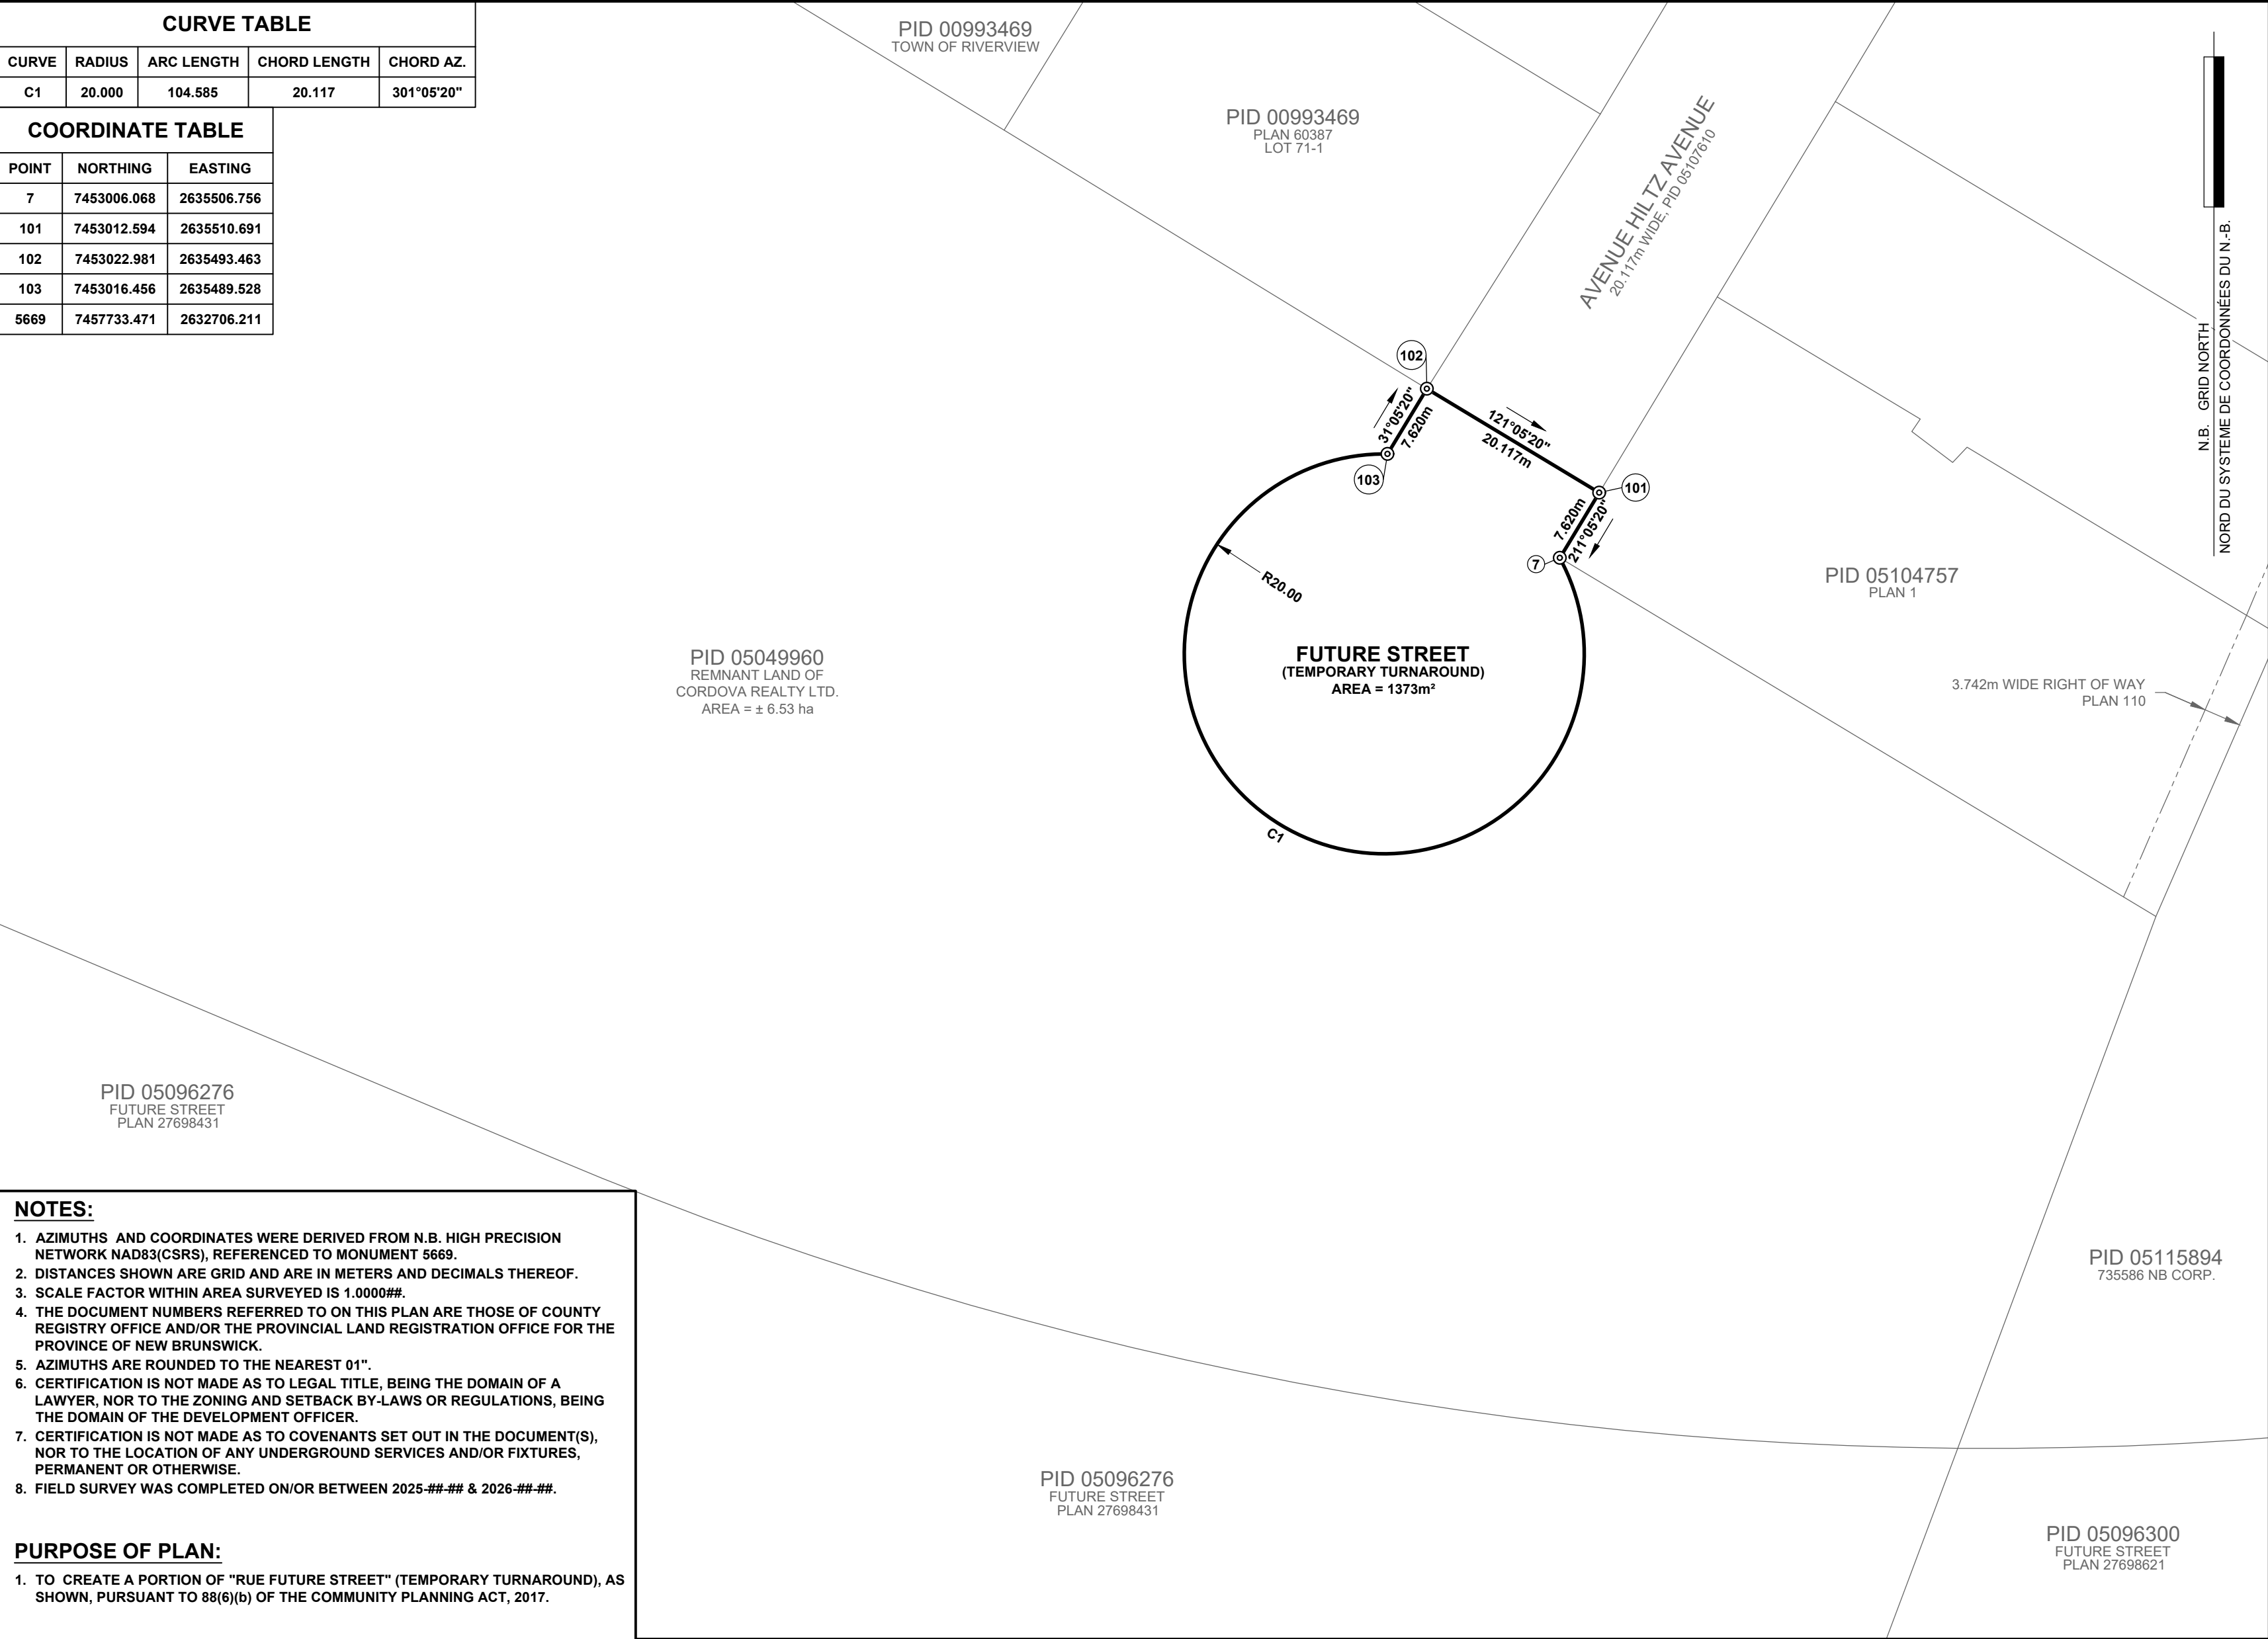 CURVE TABLE
CURVE RADIUS ARC LENGTH CHORD LENGTH CHORD AZ.
C1 20.000 104.585 20.117 301°05'20"
COORDINATE TABLE
POINT NORTHING EASTING
7 7453006.068 2635506.756
101 7453012.594 2635510.691
102 7453022.981 2635493.463
103 7453016.456 2635489.528
5669 7457733.471 2632706.211
PID 00993469
TOWN OF RIVERVIEW
PID 00993469
PLAN 60387
LOT 71-1
AVENUE HILTZ AVENUE
20.117m WIDE, PID 05107610
N.B. GRID NORTH
NORD DU SYSTEME DE COORDONNÉES DU N.-B.
102
31°05'20"
7.620m
121°05'20"
20.117m
103
101
7.620m
211°05'20"
7
R20.00
FUTURE STREET
(TEMPORARY TURNAROUND)
AREA = 1373m²
C1
PID 05104757
PLAN 1
3.742m WIDE RIGHT OF WAY
PLAN 110
PID 05049960
REMNANT LAND OF
CORDOVA REALTY LTD.
AREA = ± 6.53 ha
PID 05096276
FUTURE STREET
PLAN 27698431
NOTES:
1. AZIMUTHS AND COORDINATES WERE DERIVED FROM N.B. HIGH PRECISION
NETWORK NAD83(CSRS), REFERENCED TO MONUMENT 5669.
2. DISTANCES SHOWN ARE GRID AND ARE IN METERS AND DECIMALS THEREOF.
3. SCALE FACTOR WITHIN AREA SURVEYED IS 1.0000##.
4. THE DOCUMENT NUMBERS REFERRED TO ON THIS PLAN ARE THOSE OF COUNTY
REGISTRY OFFICE AND/OR THE PROVINCIAL LAND REGISTRATION OFFICE FOR THE
PROVINCE OF NEW BRUNSWICK.
5. AZIMUTHS ARE ROUNDED TO THE NEAREST 01".
6. CERTIFICATION IS NOT MADE AS TO LEGAL TITLE, BEING THE DOMAIN OF A
LAWYER, NOR TO THE ZONING AND SETBACK BY-LAWS OR REGULATIONS, BEING
THE DOMAIN OF THE DEVELOPMENT OFFICER.
7. CERTIFICATION IS NOT MADE AS TO COVENANTS SET OUT IN THE DOCUMENT(S),
NOR TO THE LOCATION OF ANY UNDERGROUND SERVICES AND/OR FIXTURES,
PERMANENT OR OTHERWISE.
8. FIELD SURVEY WAS COMPLETED ON/OR BETWEEN 2025-##-## & 2026-##-##.
PURPOSE OF PLAN:
1. TO CREATE A PORTION OF "RUE FUTURE STREET" (TEMPORARY TURNAROUND), AS
SHOWN, PURSUANT TO 88(6)(b) OF THE COMMUNITY PLANNING ACT, 2017.
PID 05096276
FUTURE STREET
PLAN 27698431
PID 05115894
735586 NB CORP.
PID 05096300
FUTURE STREET
PLAN 27698621